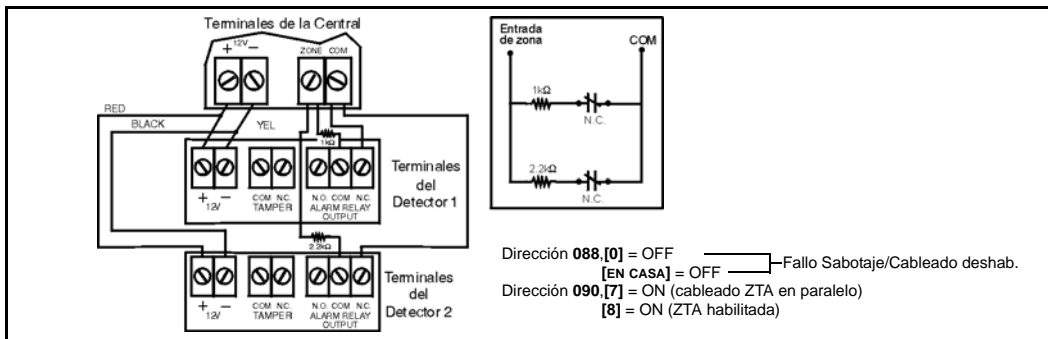 Terminales de la Central
+ 12V −
ZONE COM
RED
BLACK
YEL
1kΩ
Terminales
del
Detector 1
+ −
12V
COM N.C.
TAMPER
N.O. COM N.C.
ALARM RELAY
OUTPUT
2.2kΩ
Terminales
del
Detector 2
+ −
12V
COM N.C.
TAMPER
N.O. COM N.C.
ALARM RELAY
OUTPUT
Entrada
de zona
COM
1kΩ
N.C.
2.2kΩ
N.C.
Dirección 088,[0] = OFF
[EN CASA] = OFF
Fallo Sabotaje/Cableado deshab.
Dirección 090,[7] = ON (cableado ZTA en paralelo)
[8] = ON (ZTA habilitada)